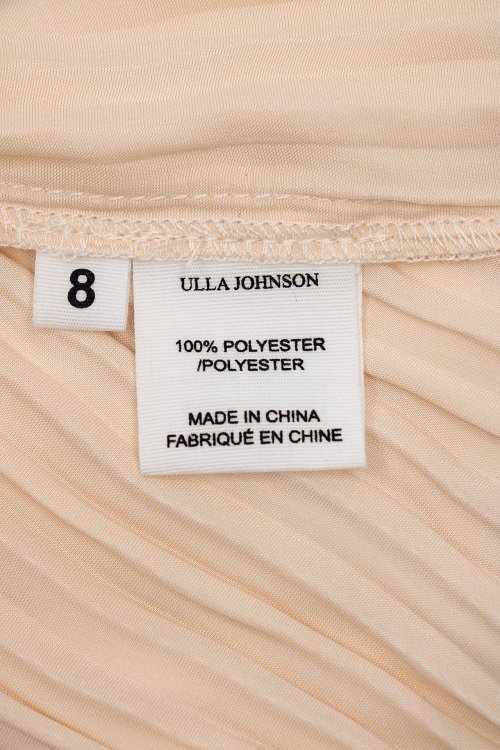 8
ULLA JOHNSON
100% POLYESTER
/POLYESTER
MADE IN CHINA
FABRIQUÉ EN CHINE